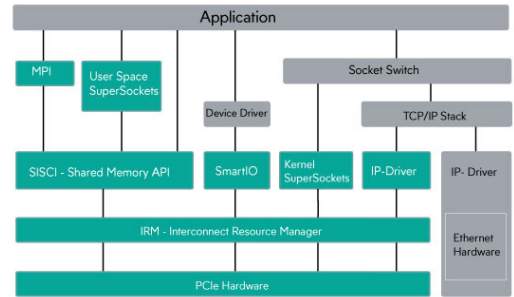 Application
MPI
User Space
SuperSockets
Socket Switch
Device Driver
TCP/IP Stack
SISCI - Shared Memory API
SmartIO
Kernel
SuperSockets
IP-Driver
IP- Driver
IRM - Interconnect Resource Manager
Ethernet
Hardware
PCIe Hardware